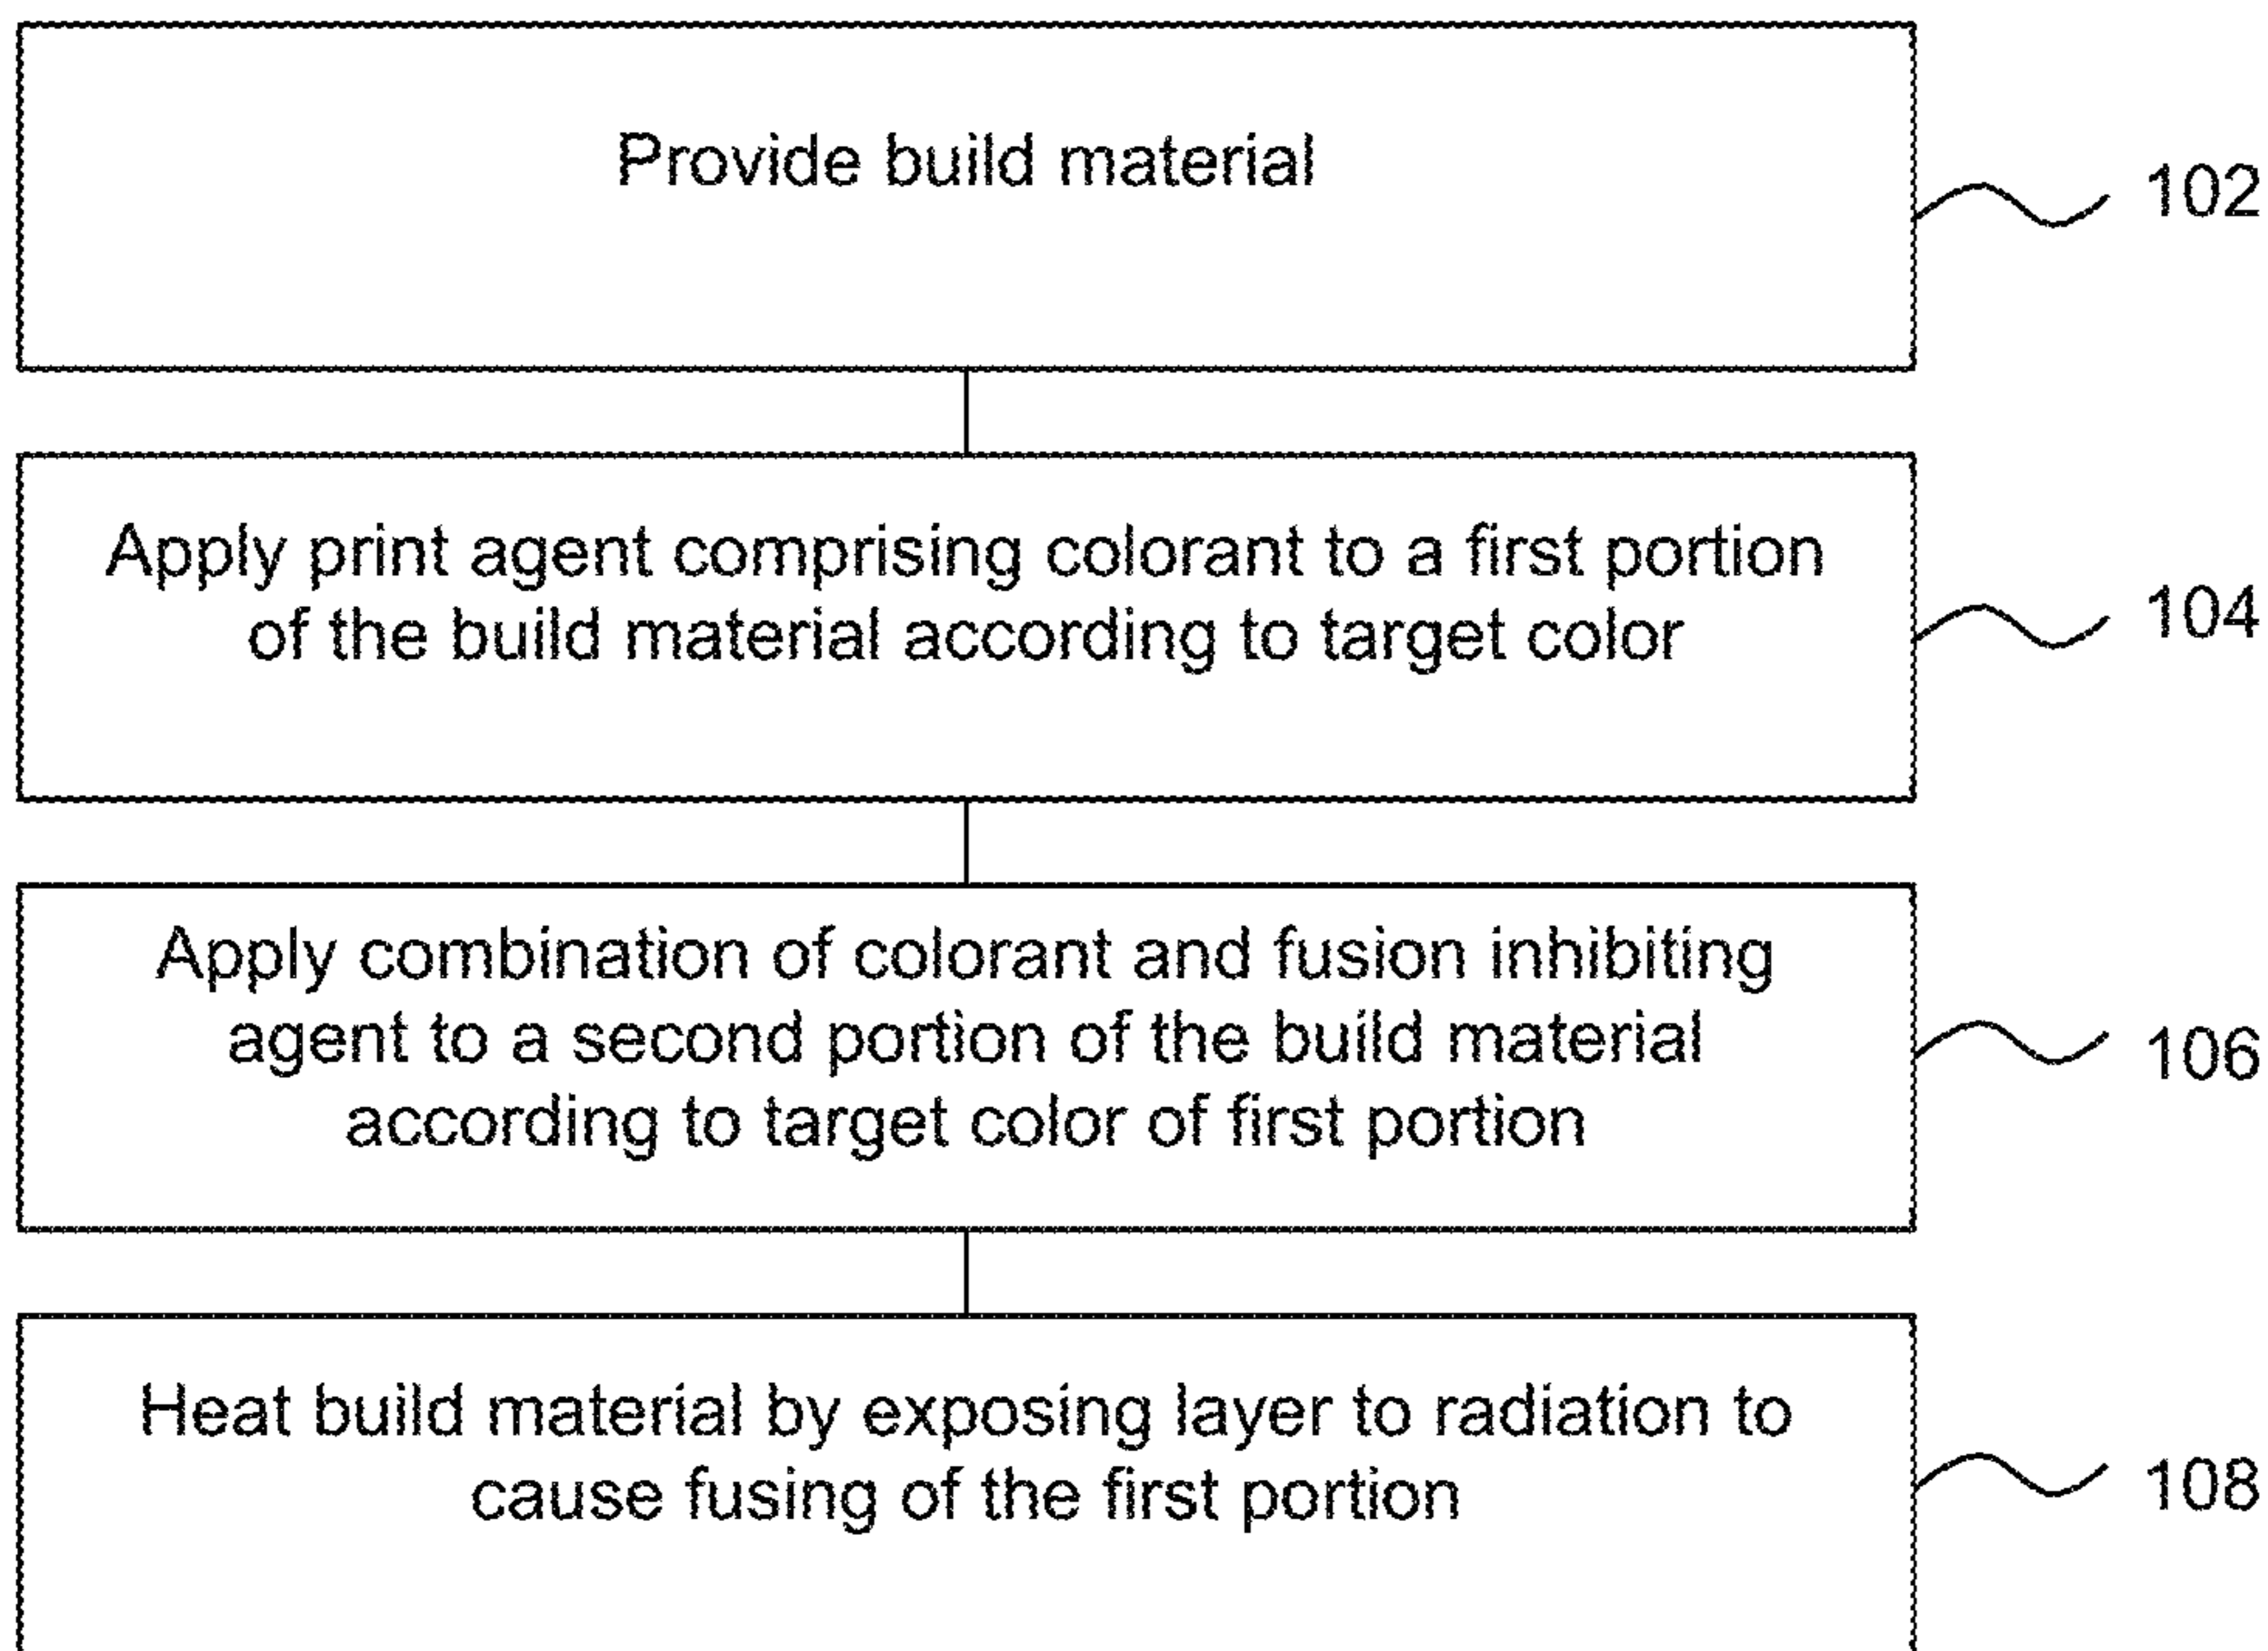 Provide build material
102
Apply print agent comprising colorant to a first portion
of the build material according to target color
104
Apply combination of colorant and fusion inhibiting
agent to a second portion of the build material
according to target color of first portion
106
Heat build material by exposing layer to radiation to
cause fusing of the first portion
108